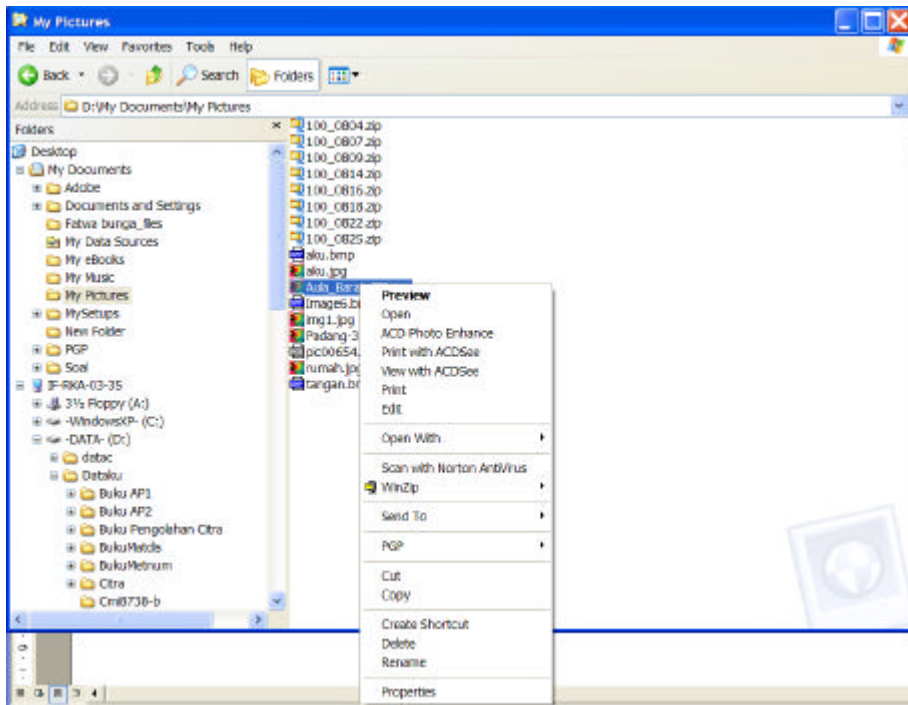 My Pictures
File Edit View Favorites Tools Help
Back Search Folders
Address D:\My Documents\My Pictures
Folders
Desktop
My Documents
Adobe
Documents and Settings
Fatwa bunga_files
My Data Sources
My eBooks
My Music
My Pictures
MySetups
New Folder
PGP
Soal
IF-RKA-03-35
3½ Floppy (A:)
-WindowsXP- (C:)
-DATA- (D:)
datac
Dataku
Buku AP1
Buku AP2
Buku Pengolahan Citra
BukuMatdis
BukuMetnum
Citra
Cmi8738-b
100_0804.zip
100_0807.zip
100_0809.zip
100_0814.zip
100_0816.zip
100_0818.zip
100_0822.zip
100_0825.zip
aku.bmp
aku.jpg
Aula_Bara
Image6.b
img1.jpg
Padang-3
pic00654.
rumah.jp
tangan.b
Preview
Open
ACD Photo Enhance
Print with ACDSee
View with ACDSee
Print
Edit
Open With
Scan with Norton AntiVirus
WinZip
Send To
PGP
Cut
Copy
Create Shortcut
Delete
Rename
Properties